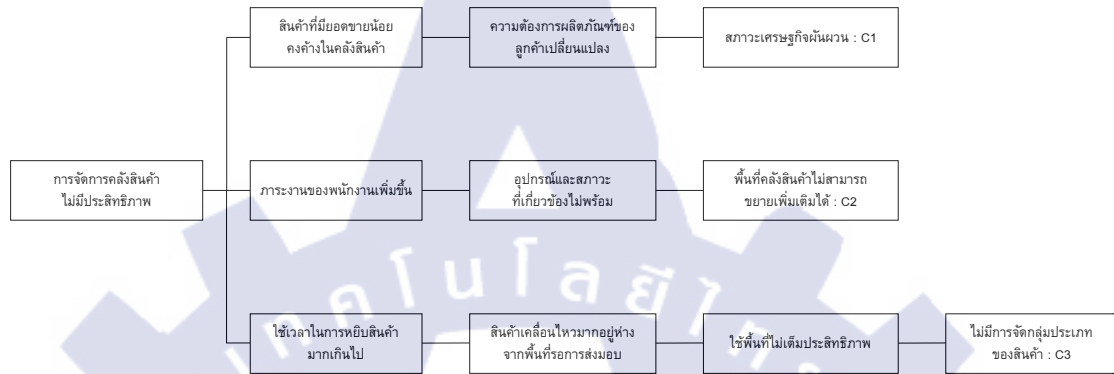 สินค้าที่มียอดขายน้อย
คงค้างในคลังสินค้า
ความต้องการผลิตภัณฑ์ของ
ลูกค้าเปลี่ยนแปลง
สภาวะเศรษฐกิจผันผวน : C1
การจัดการคลังสินค้า
ไม่มีประสิทธิภาพ
ภาระงานของพนักงานเพิ่มขึ้น
อุปกรณ์และสภาวะ
ที่เกี่ยวข้องไม่พร้อม
พื้นที่คลังสินค้าไม่สามารถ
ขยายเพิ่มเติมได้ : C2
ใช้เวลาในการหยิบสินค้า
มากเกินไป
สินค้าเคลื่อนไหวมากอยู่ห่าง
จากพื้นที่รอการส่งมอบ
ใช้พื้นที่ไม่เต็มประสิทธิภาพ
ไม่มีการจัดกลุ่มประเภท
ของสินค้า : C3
เทคโนโลยีไทย